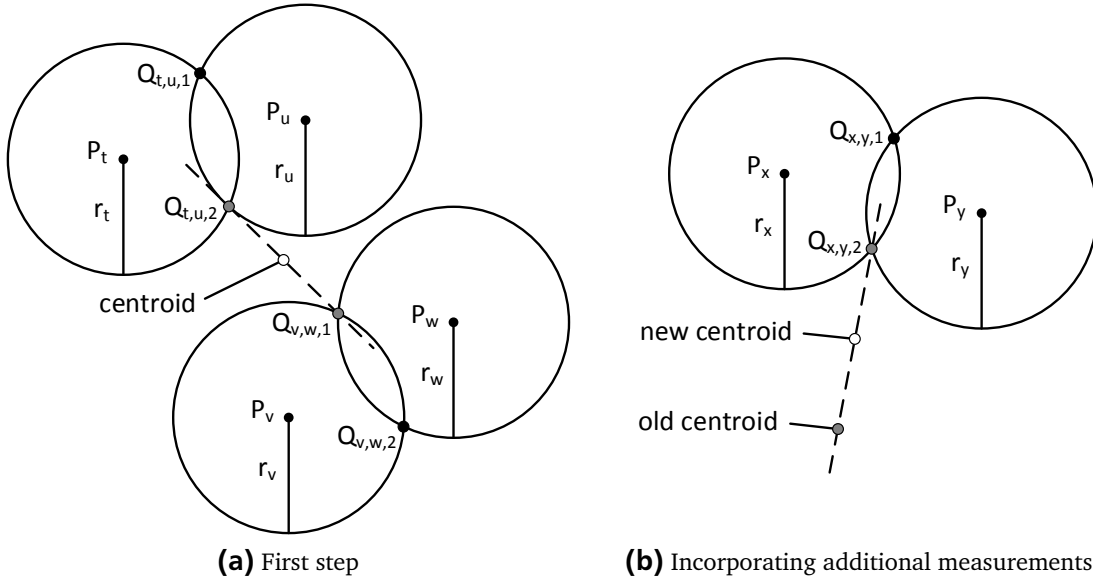 Q_{t,u,1}
P_u
P_t
r_u
r_t
Q_{t,u,2}
centroid
Q_{v,w,1}
P_w
r_w
P_v
Q_{v,w,2}
r_v
(a) First step
Q_{x,y,1}
P_x
P_y
r_x
Q_{x,y,2}
r_y
new centroid
old centroid
(b) Incorporating additional measurements